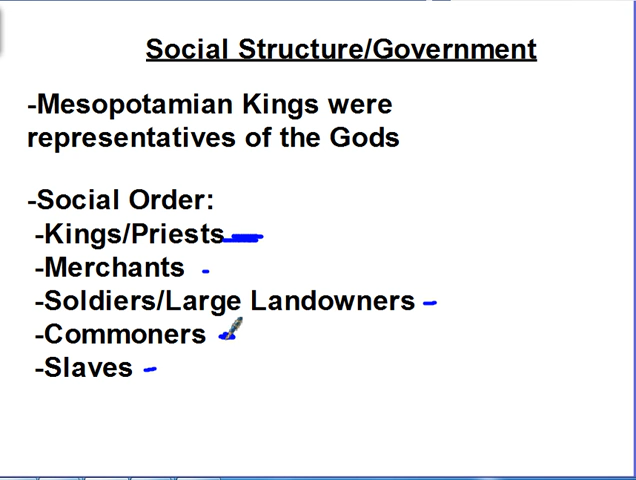 Social Structure/Government
-Mesopotamian Kings were
representatives of the Gods
-Social Order:
-Kings/Priests
-Merchants
-Soldiers/Large Landowners
-Commoners
-Slaves